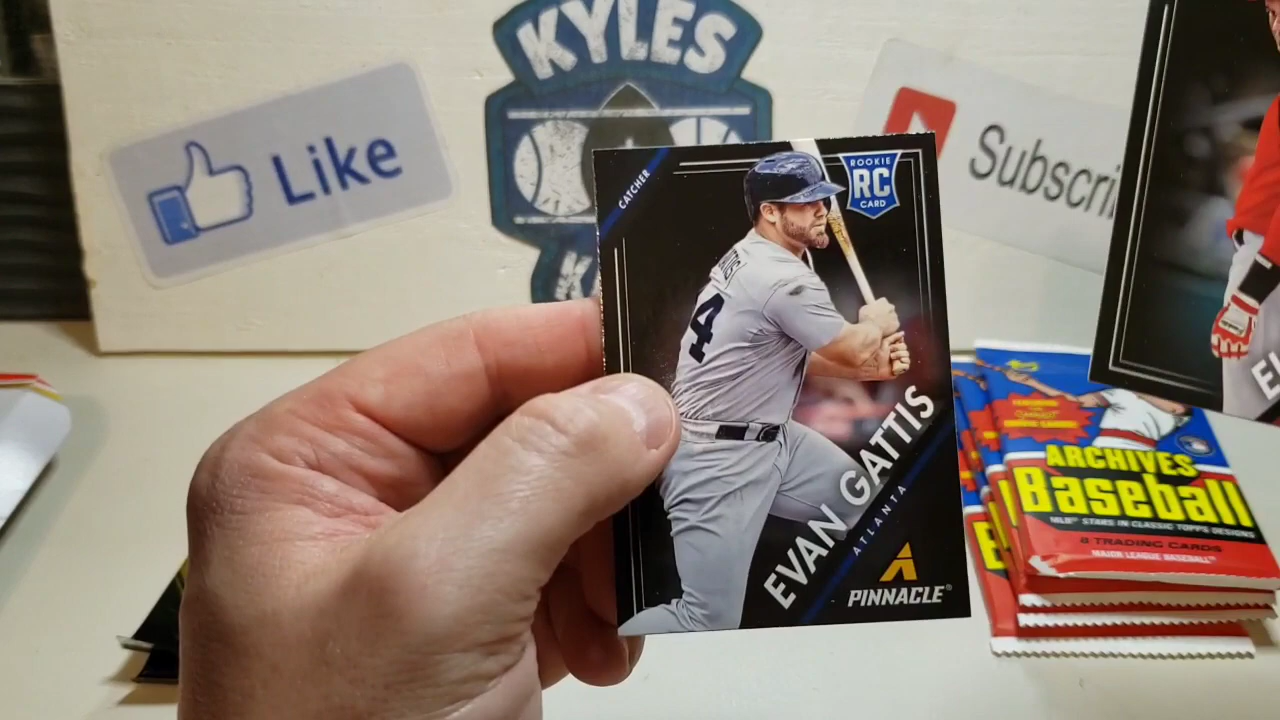 KYLES
Like
Subscri
CATCHER
ROOKIE
RC
CARD
4
EVAN GATTIS
ATLANTA
PINNACLE
ARCHIVES
Baseball
MLB® STARS IN CLASSIC TOPPS DESIGNS
8 TRADING CARDS
MAJOR LEAGUE BASEBALL®